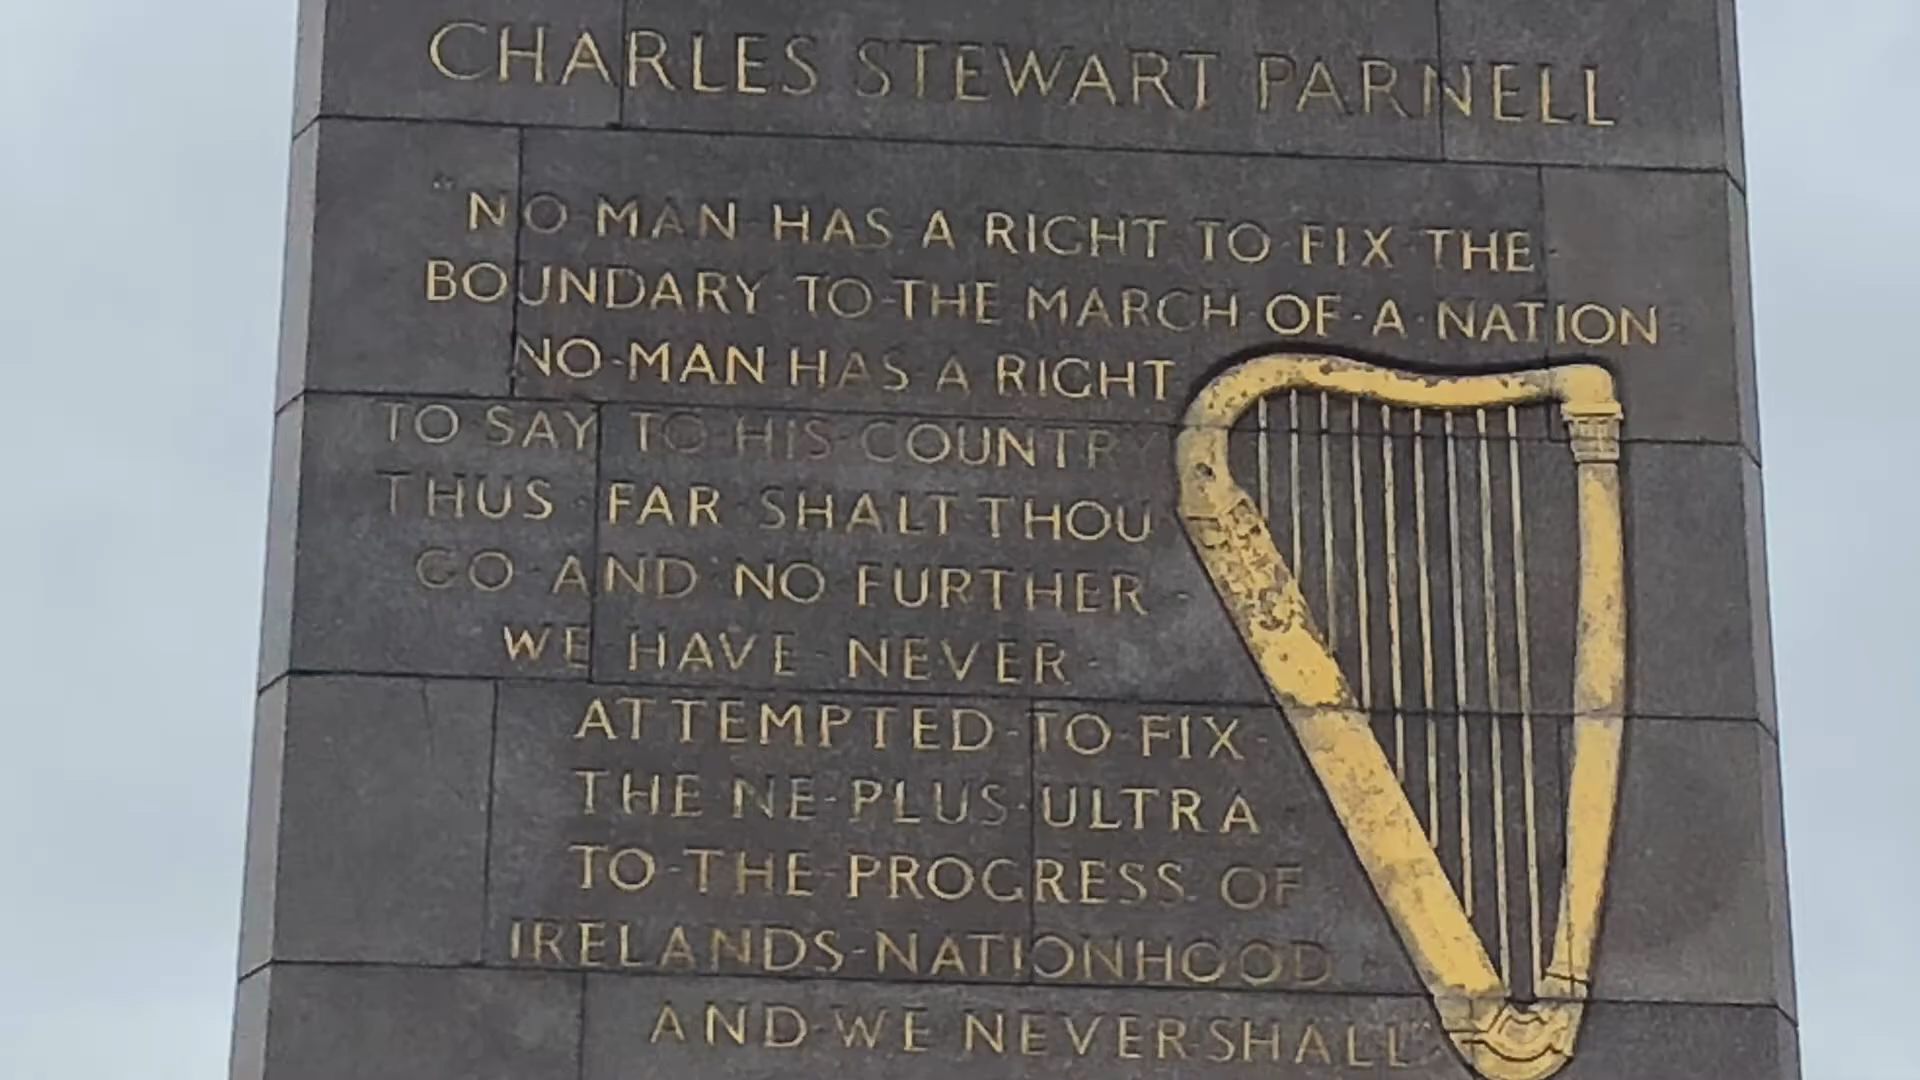 CHARLES STEWART PARNELL
"NO MAN HAS A RIGHT TO FIX THE
BOUNDARY TO THE MARCH OF A NATION
NO MAN HAS A RIGHT
TO SAY TO HIS COUNTRY
THUS FAR SHALT THOU
GO AND NO FURTHER
WE HAVE NEVER
ATTEMPTED TO FIX
THE NE-PLUS-ULTRA
TO THE PROGRESS OF
IRELANDS NATIONHOOD
AND WE NEVER SHALL"